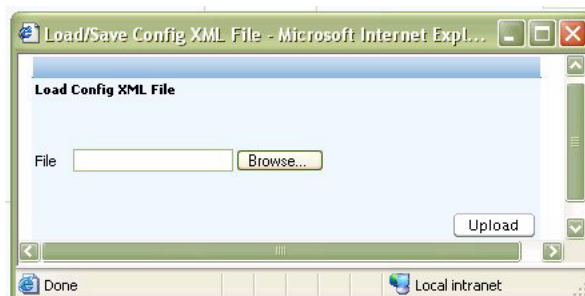 Load/Save Config XML File - Microsoft Internet Expl...
Load Config XML File
File Browse...
Upload
Done Local intranet